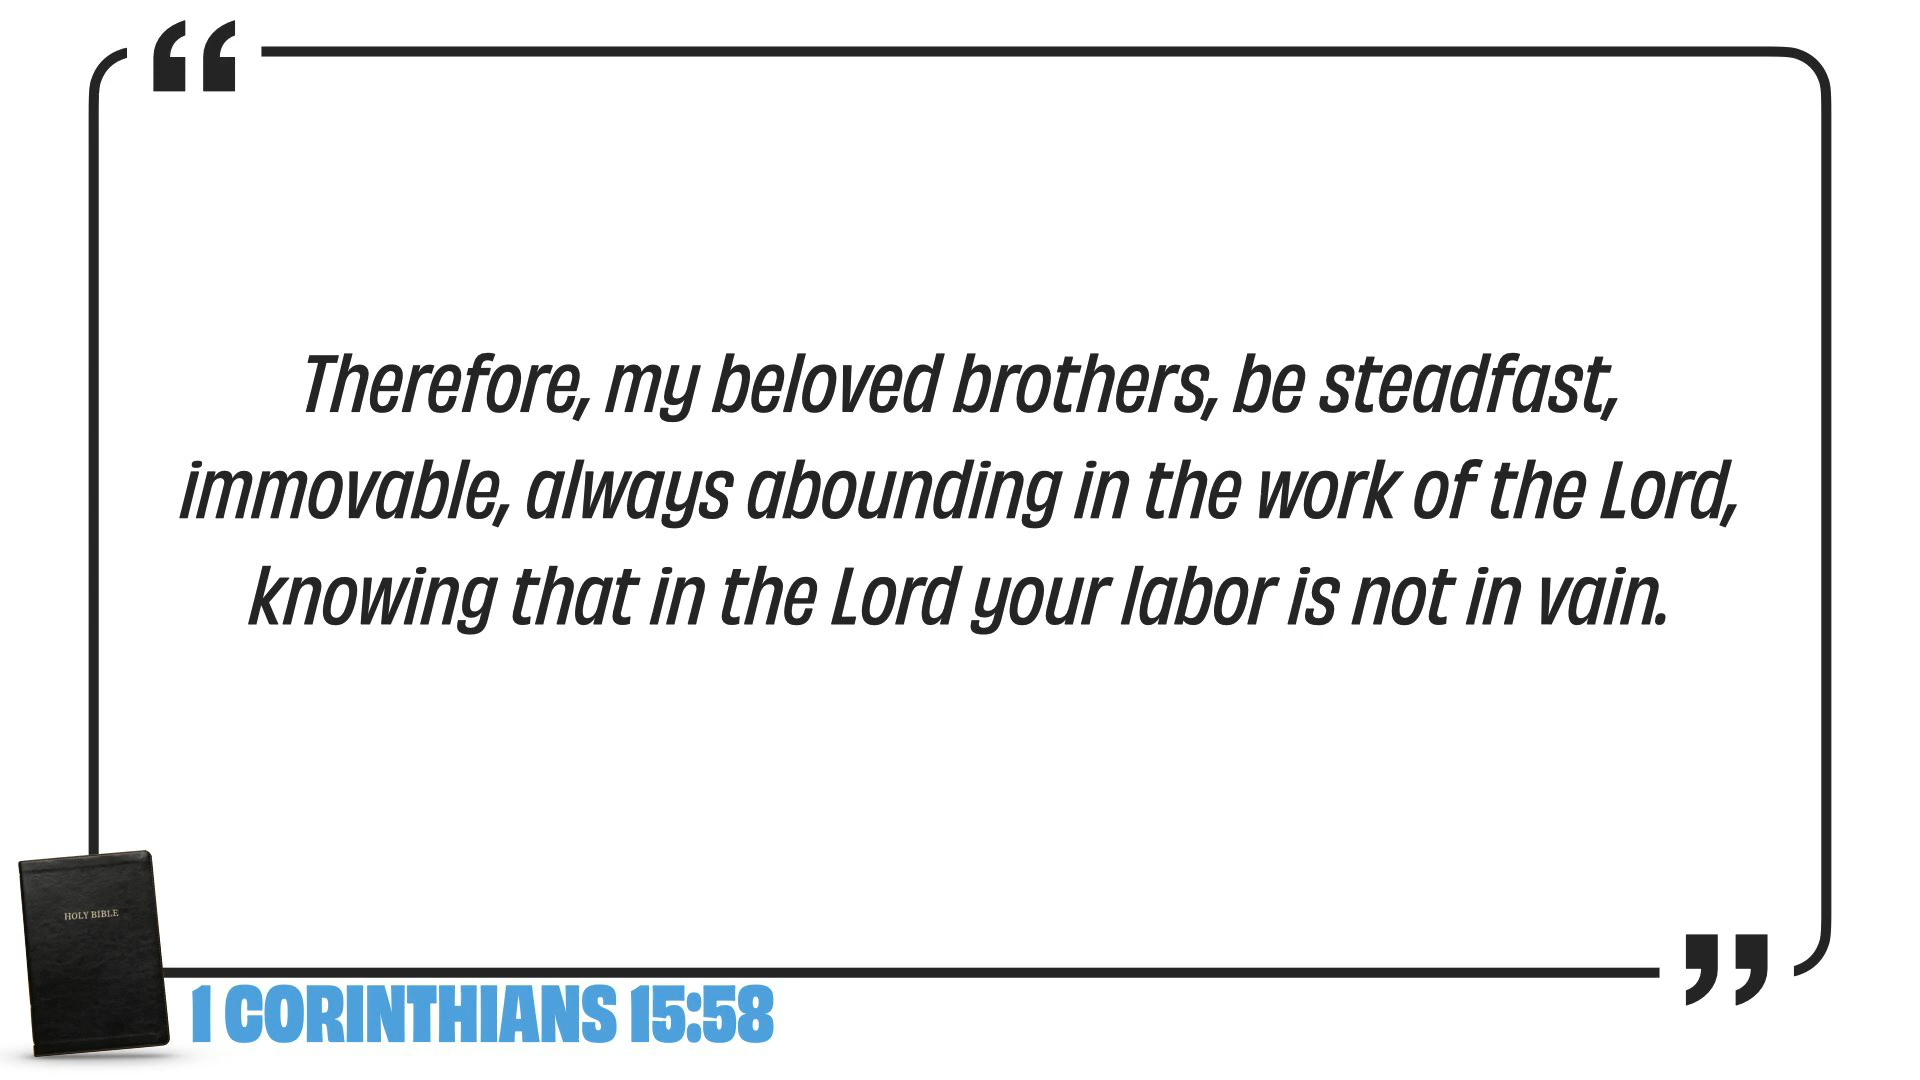 “
Therefore, my beloved brothers, be steadfast,
immovable, always abounding in the work of the Lord,
knowing that in the Lord your labor is not in vain.
”
HOLY BIBLE
1 CORINTHIANS 15:58